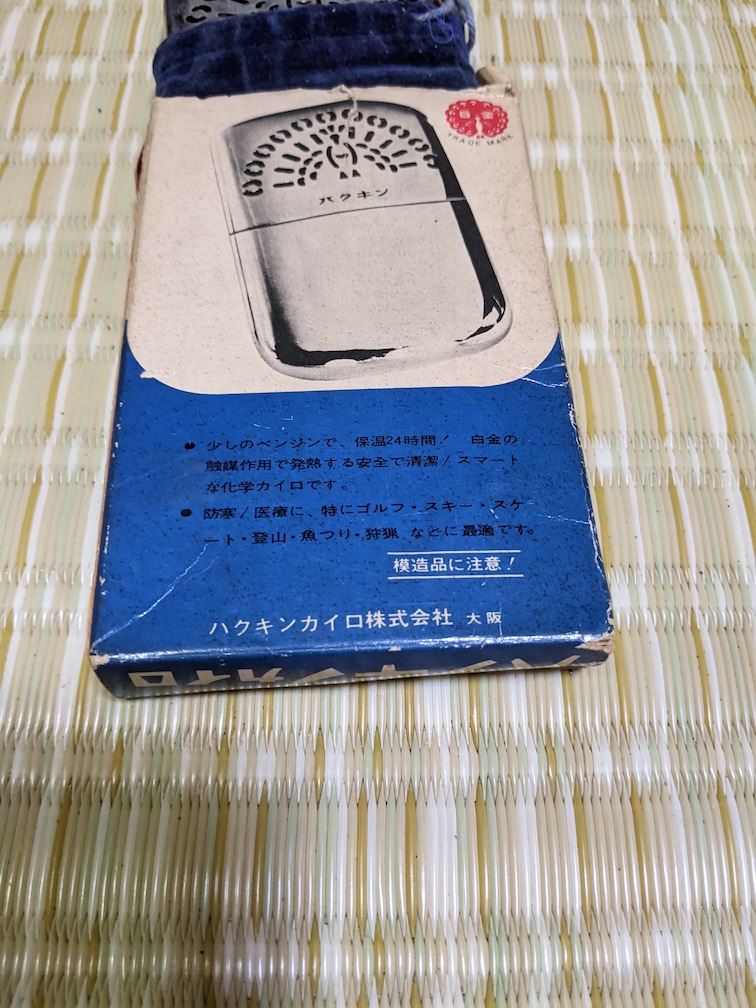 TRADE MARK
ハクキン
● 少しのベンジンで、保温24時間! 白金の
触媒作用で発熱する安全で清潔/スマート
な化学カイロです。
● 防寒/医療に、特にゴルフ・スキー・スケ
ート・登山・魚つり・狩猟、などに最適です。
模造品に注意!
ハクキンカイロ株式会社 大阪